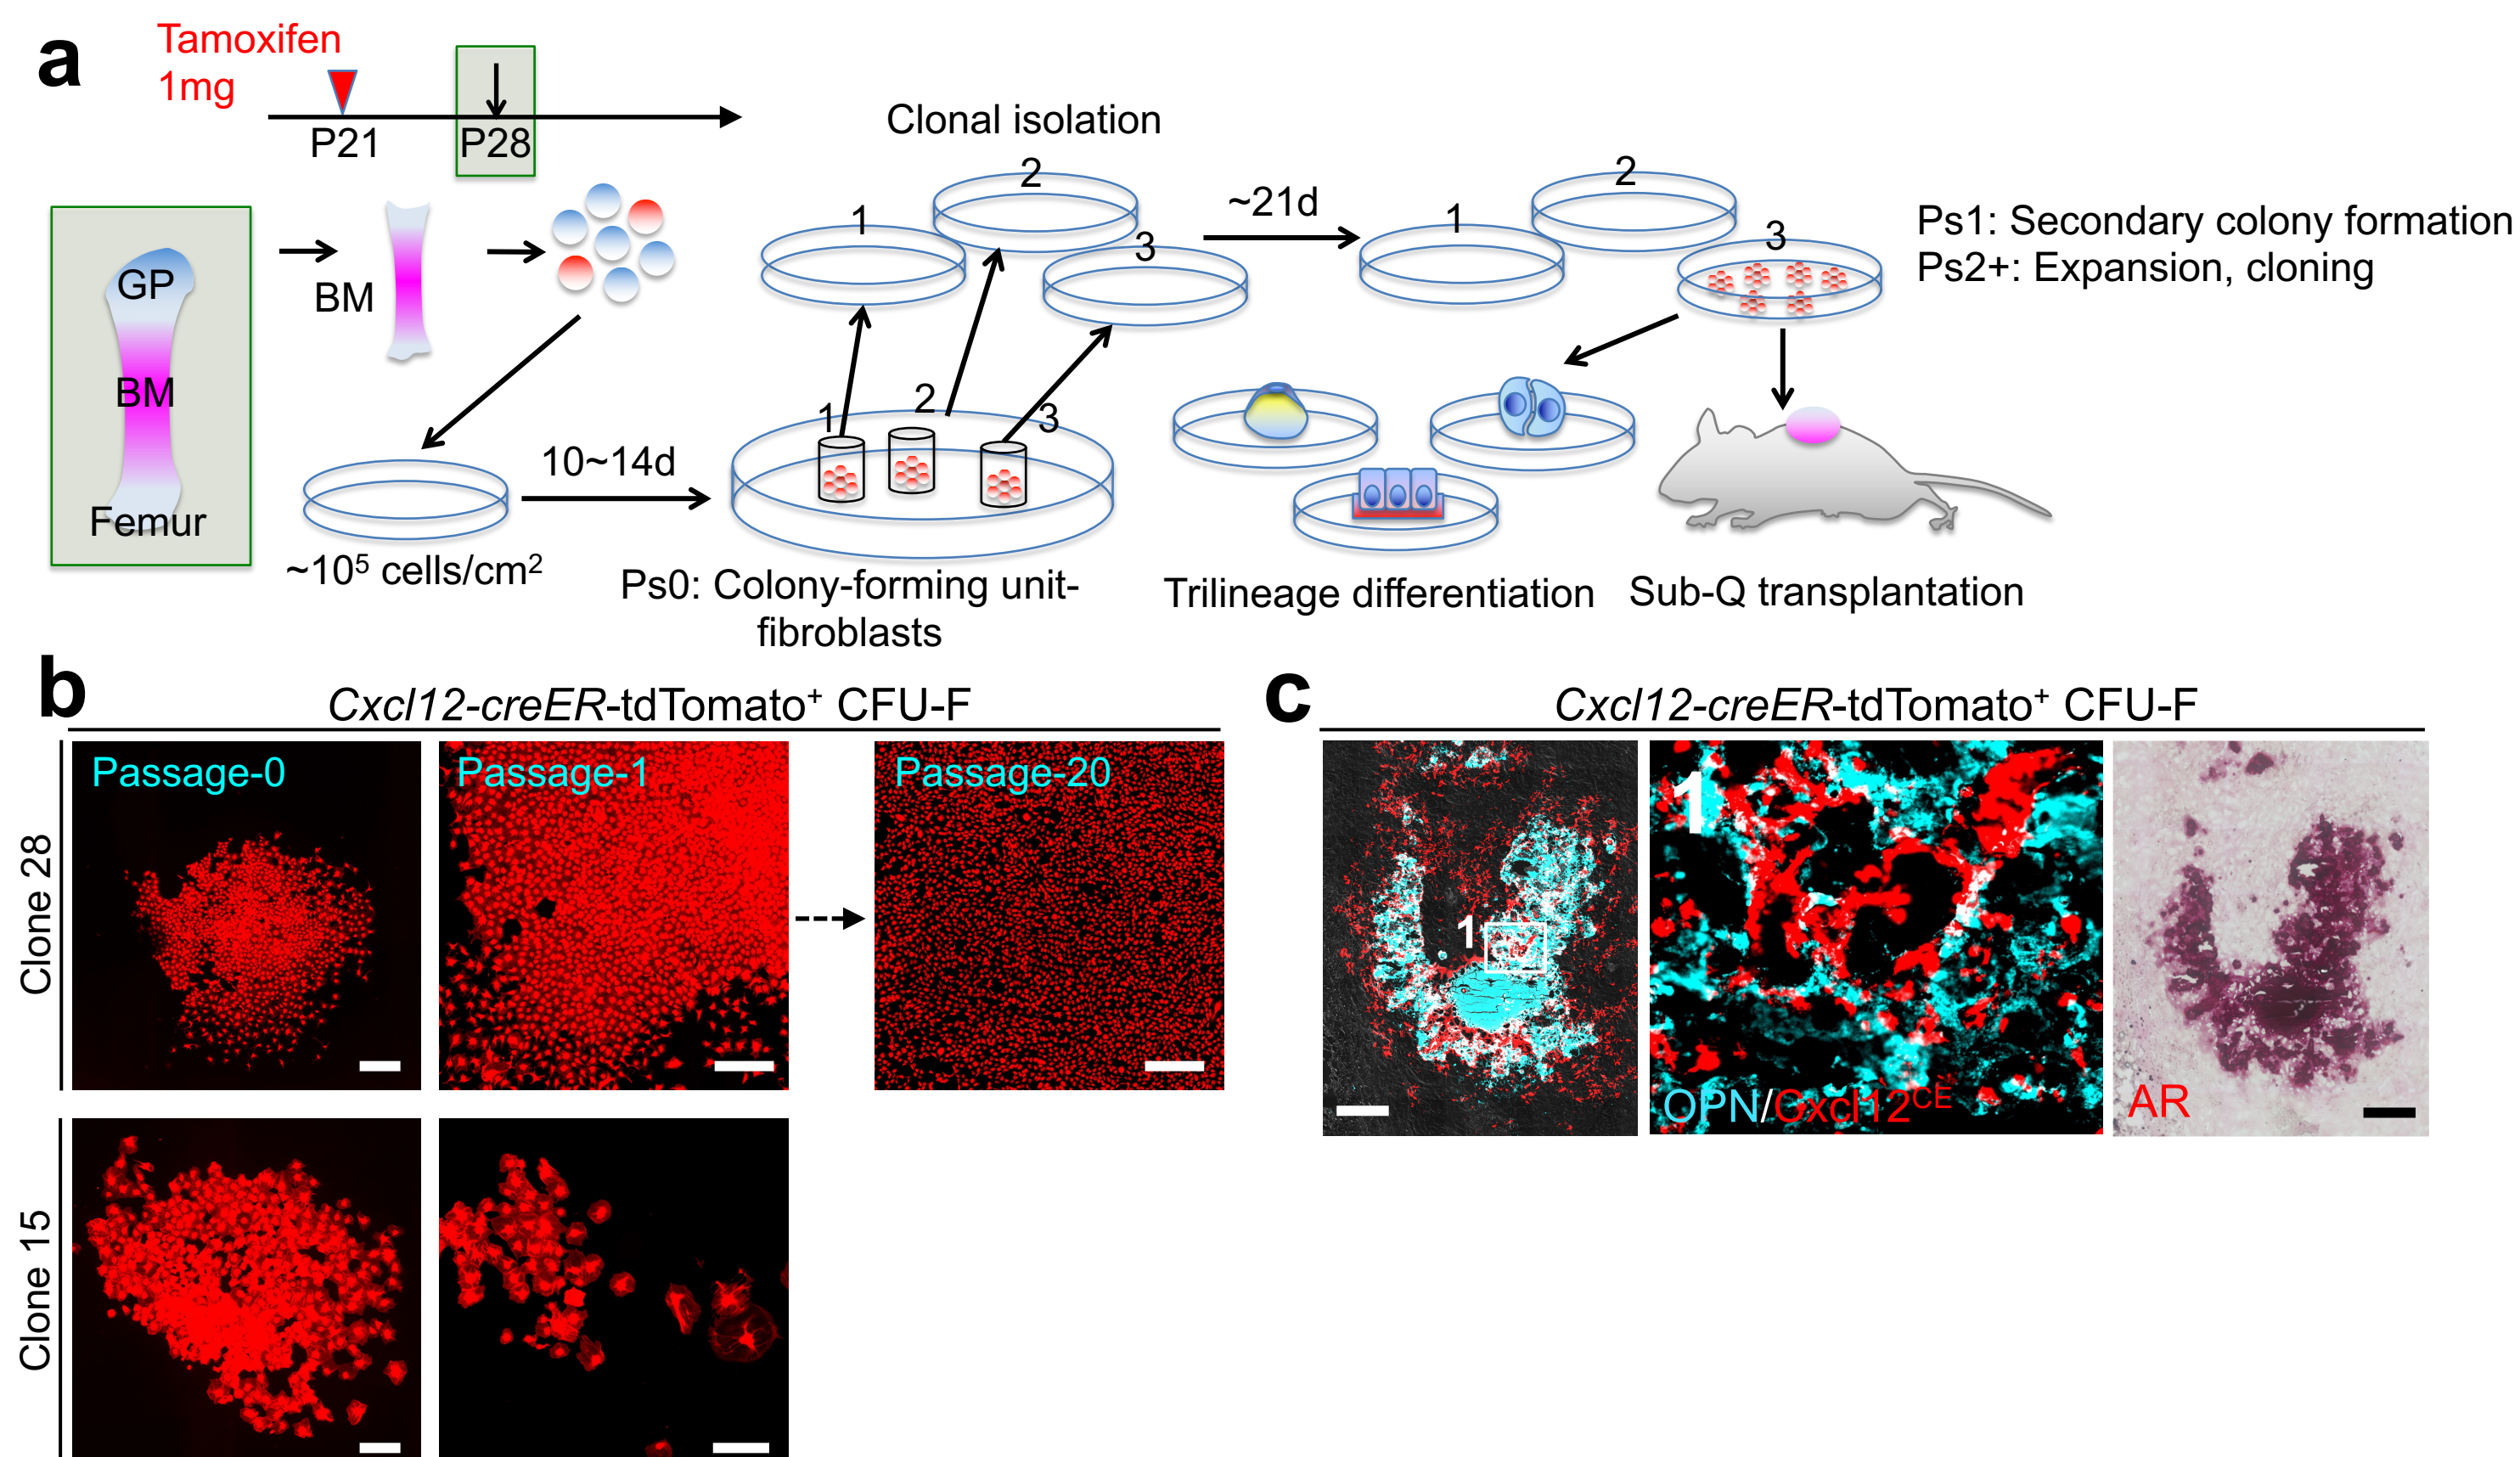 a
Tamoxifen
1mg
P21
P28
GP
BM
Femur
BM
~10⁵ cells/cm²
10~14d
Clonal isolation
1
2
3
1
2
3
Ps0: Colony-forming unit-
fibroblasts
~21d
1
2
3
Ps1: Secondary colony formation
Ps2+: Expansion, cloning
Trilineage differentiation
Sub-Q transplantation
b
Cxcl12-creER-tdTomato⁺ CFU-F
Clone 28
Passage-0
Passage-1
Passage-20
Clone 15
c
Cxcl12-creER-tdTomato⁺ CFU-F
1
1
OPN/Cxcl12ᶜᴱ
AR